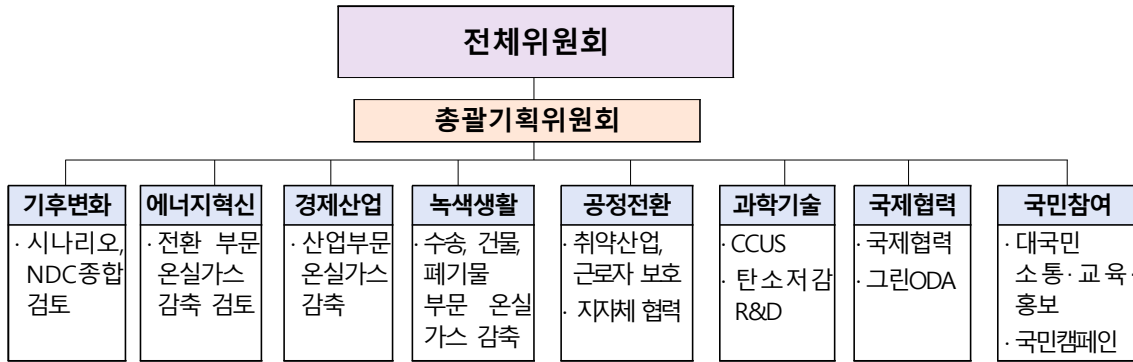 전체위원회
총괄기획위원회
기후변화
· 시나리오,
NDC종합
검토
에너지혁신
· 전환 부문
온실가스
감축 검토
경제산업
· 산업부문
온실가스
감축
녹색생활
· 수송, 건물,
폐기물
부문 온실
가스 감축
공정전환
· 취약산업,
근로자 보호
· 지자체 협력
과학기술
· CCUS
· 탄소저감
R&D
국제협력
· 국제협력
· 그린ODA
국민참여
· 대국민
소통·교육·
홍보
· 국민캠페인